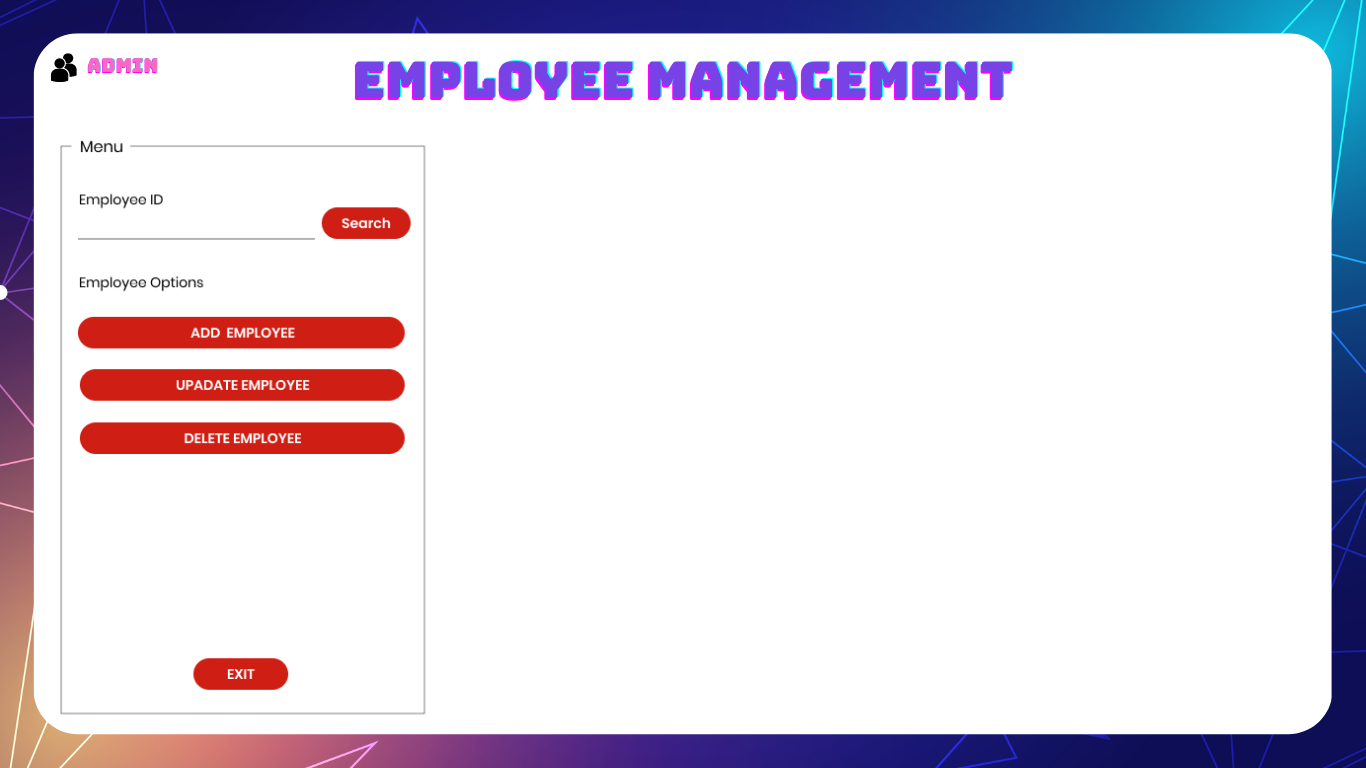 ADMIN
EMPLOYEE MANAGEMENT
Menu
Employee ID
Search
Employee Options
ADD  EMPLOYEE
UPADATE EMPLOYEE
DELETE EMPLOYEE
EXIT